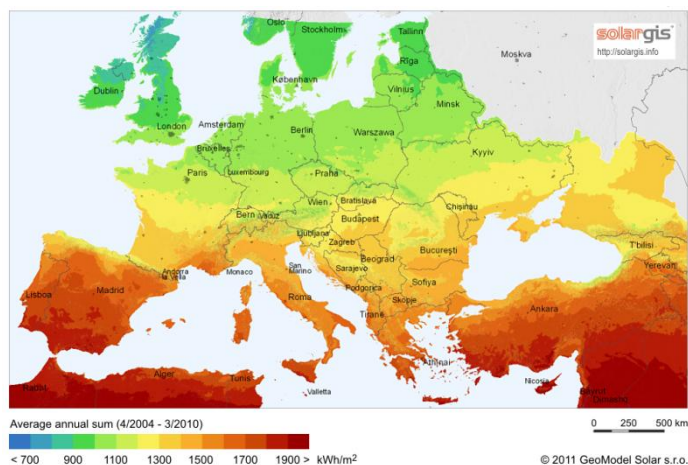 Oslo
Stockholm
Tallinn
solargis
http://solargis.info
Rīga
Moskva
København
Vilnius
Dublin
Minsk
London
Amsterdam
Berlin
Warszawa
Bruxelles
Kyyiv
Paris
Luxembourg
Praha
Wien
Bratislava
Chişinău
Bern
Vaduz
Budapest
Ljubljana
Zagreb
Andorra
la Vella
Monaco
San
Marino
Beograd
Bucureşti
T'bilisi
Sarajevo
Yerevan
Lisboa
Madrid
Roma
Podgorica
Sofiya
Skopje
Tiranë
Ankara
Athínai
Rabat
Alger
Tunis
Valletta
Nicosia
Average annual sum (4/2004 - 3/2010)
0 250 500 km
< 700 900 1100 1300 1500 1700 1900 > kWh/m²
© 2011 GeoModel Solar s.r.o.